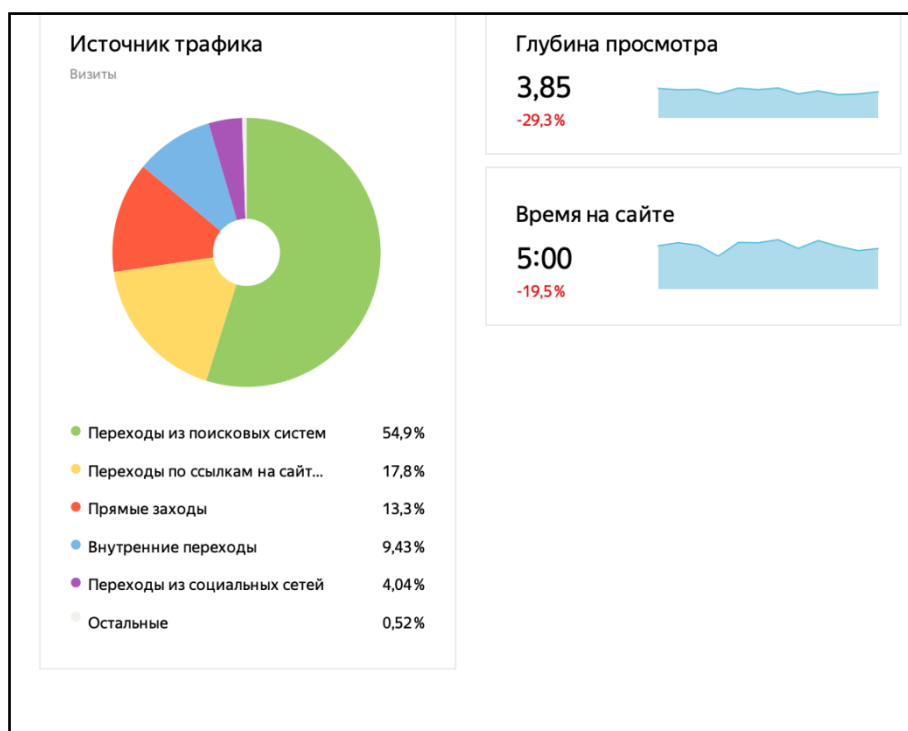 Источник трафика
Визиты
Переходы из поисковых систем 54,9%
Переходы по ссылкам на сайт... 17,8%
Прямые заходы 13,3%
Внутренние переходы 9,43%
Переходы из социальных сетей 4,04%
Остальные 0,52%
Глубина просмотра
3,85
-29,3%
Время на сайте
5:00
-19,5%